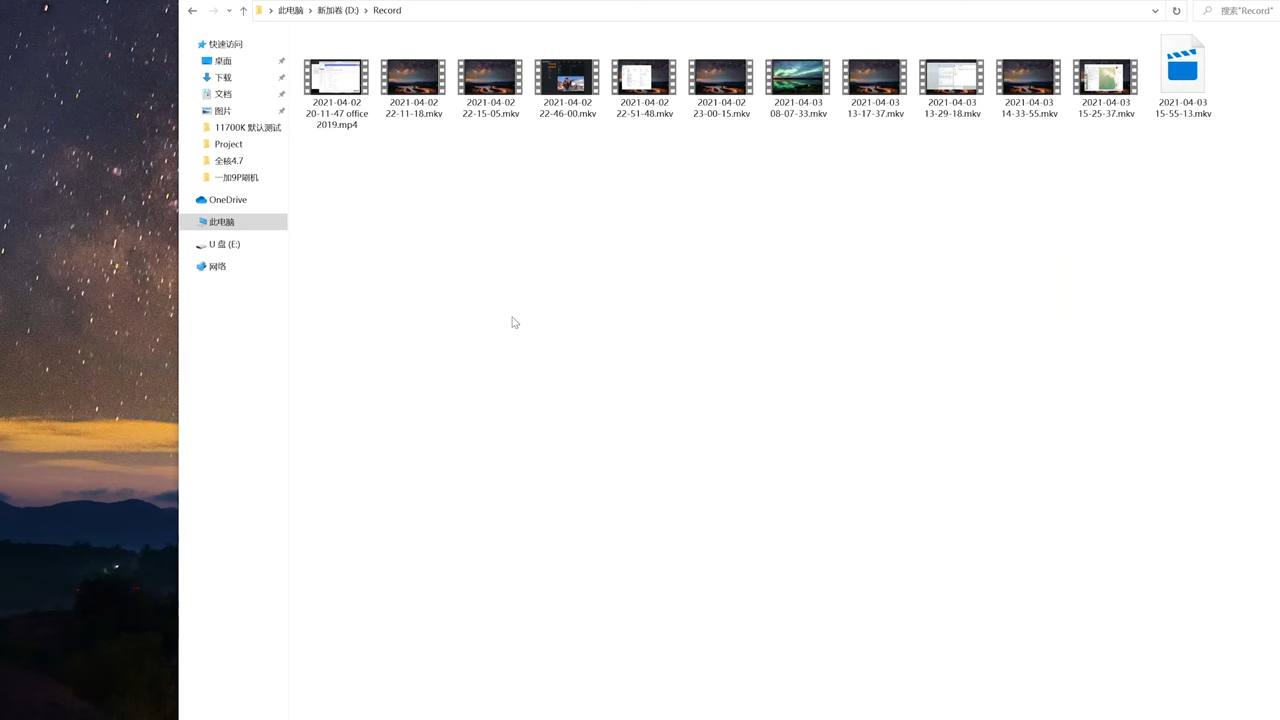 此电脑 > 新加卷 (D:) > Record
搜索"Record"
快速访问
桌面
下载
文档
图片
11700K 默认测试
Project
全核4.7
一加9P刷机
OneDrive
此电脑
U 盘 (E:)
网络
2021-04-02
20-11-47 office
2019.mp4
2021-04-02
22-11-18.mkv
2021-04-02
22-15-05.mkv
2021-04-02
22-46-00.mkv
2021-04-02
22-51-48.mkv
2021-04-02
23-00-15.mkv
2021-04-03
08-07-33.mkv
2021-04-03
13-17-37.mkv
2021-04-03
13-29-18.mkv
2021-04-03
14-33-55.mkv
2021-04-03
15-25-37.mkv
2021-04-03
15-55-13.mkv